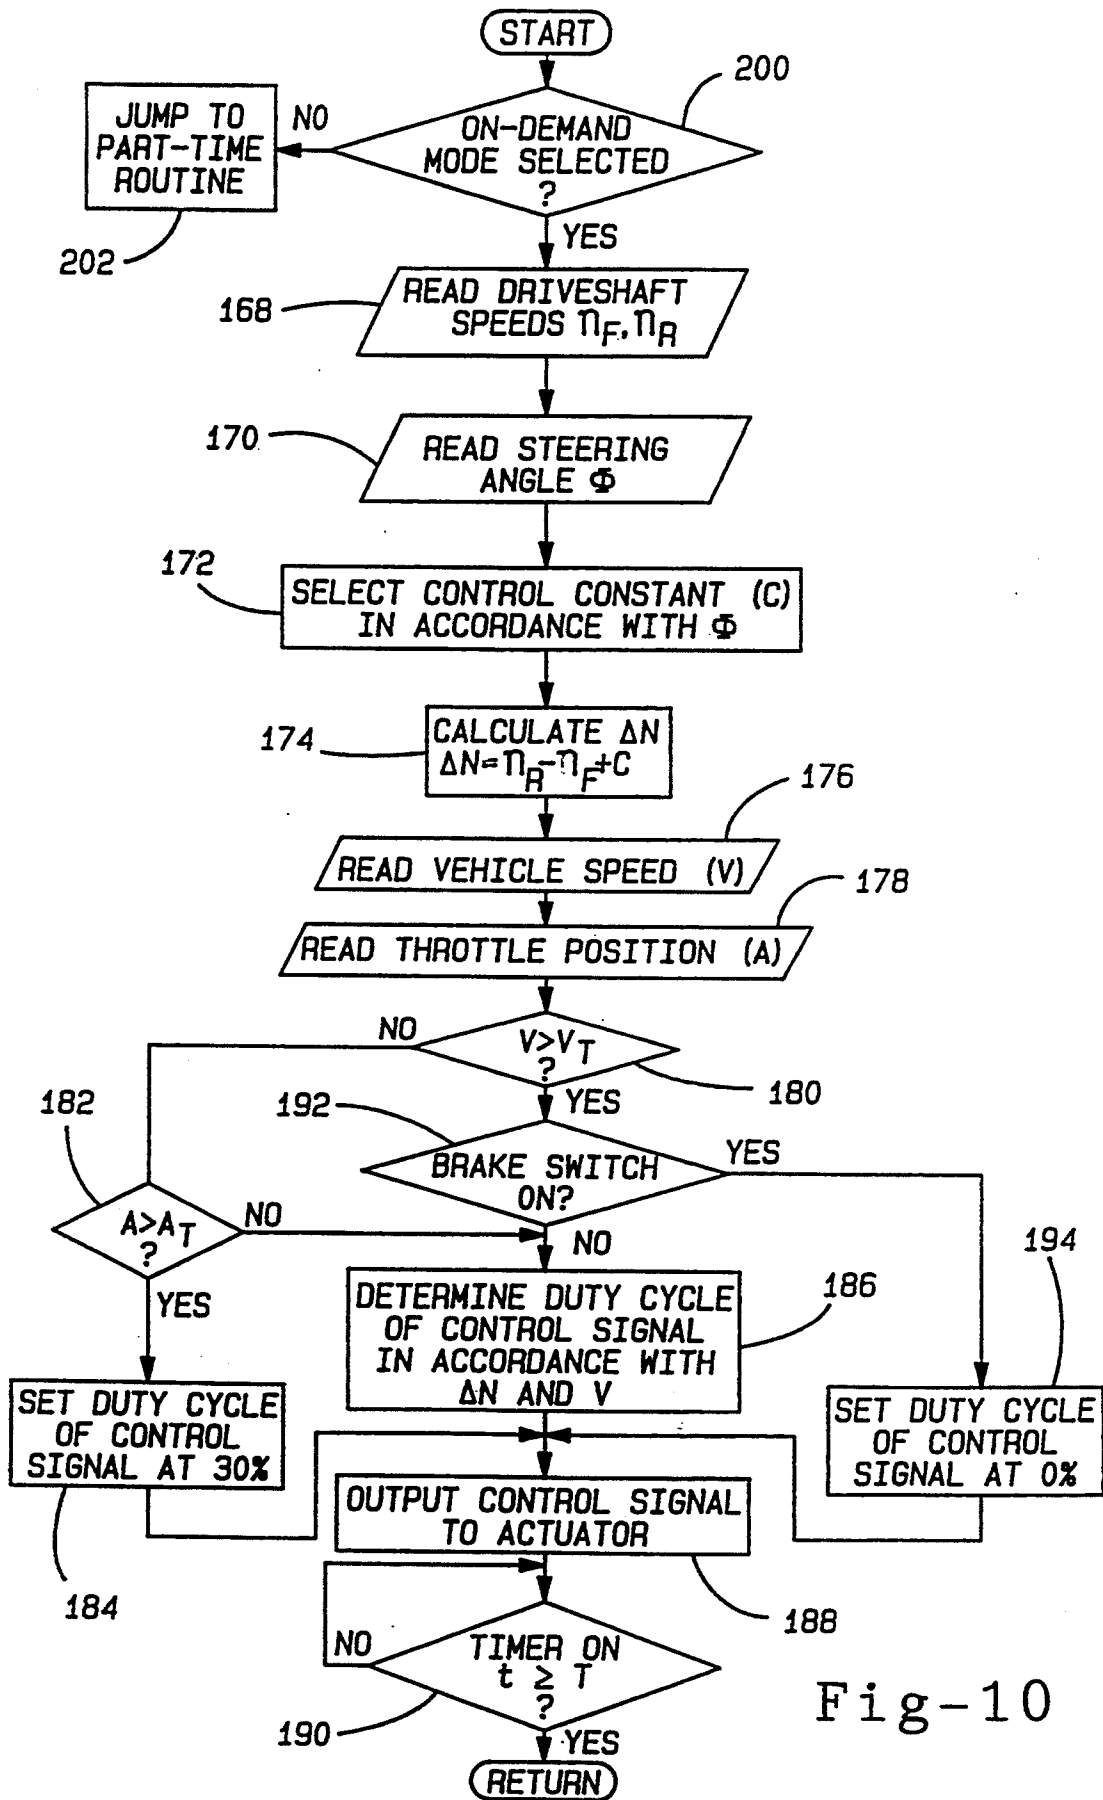 START
200
JUMP TO
PART-TIME
ROUTINE
NO
ON-DEMAND
MODE SELECTED
?
202
YES
168
READ DRIVESHAFT
SPEEDS ηF, ηR
170
READ STEERING
ANGLE Φ
172
SELECT CONTROL CONSTANT (C)
IN ACCORDANCE WITH Φ
174
CALCULATE ΔN
ΔN=ηR-ηF+C
176
READ VEHICLE SPEED (V)
178
READ THROTTLE POSITION (A)
NO
V>VT
?
180
YES
182
192
BRAKE SWITCH
ON?
YES
A>AT
?
NO
NO
194
YES
DETERMINE DUTY CYCLE
OF CONTROL SIGNAL
IN ACCORDANCE WITH
ΔN AND V
186
SET DUTY CYCLE
OF CONTROL
SIGNAL AT 30%
SET DUTY CYCLE
OF CONTROL
SIGNAL AT 0%
OUTPUT CONTROL SIGNAL
TO ACTUATOR
184
188
NO
TIMER ON
t ≥ T
?
190
YES
RETURN
Fig-10